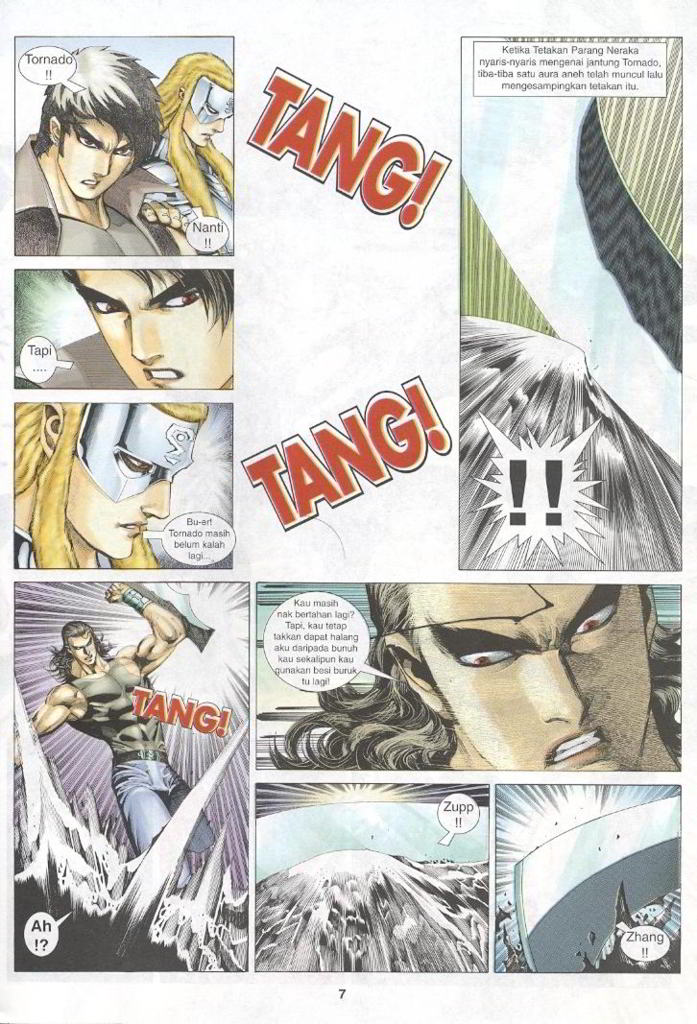 Tornado
!!
Nanti
!!
TANG!
Ketika Tetakan Parang Neraka
nyaris-nyaris mengenai jantung Tornado,
tiba-tiba satu aura aneh telah muncul lalu
mengesampingkan tetakan itu.
Tapi
....
TANG!
!!
Bu-er!
Tornado masih
belum kalah
lagi...
TANG!
Ah
!?
Kau masih
nak bertahan lagi?
Tapi, kau tetap
takkan dapat halang
aku daripada bunuh
kau sekalipun kau
gunakan besi buruk
tu lagi!
Zupp
!!
Zhang
!!
7